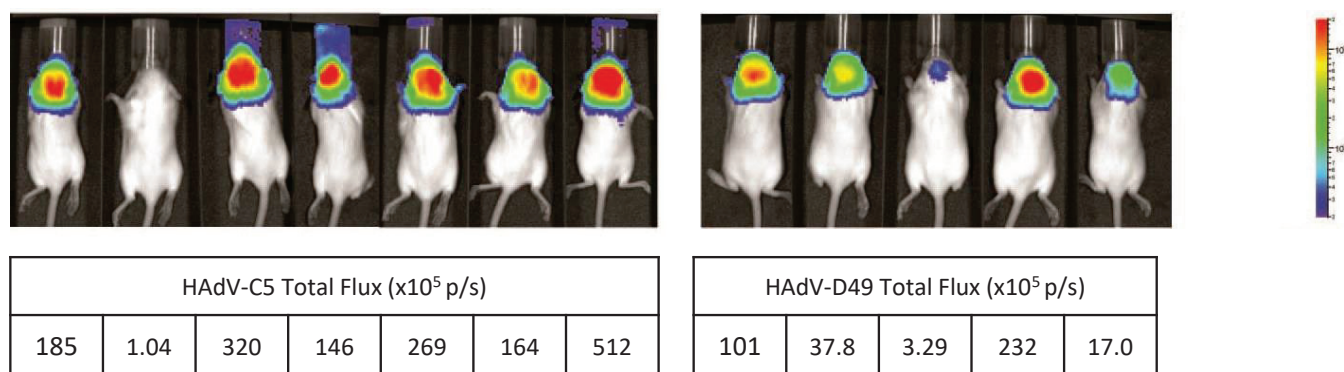 HAdV-C5 Total Flux (x10⁵ p/s)
185 1.04 320 146 269 164 512
HAdV-D49 Total Flux (x10⁵ p/s)
101 37.8 3.29 232 17.0